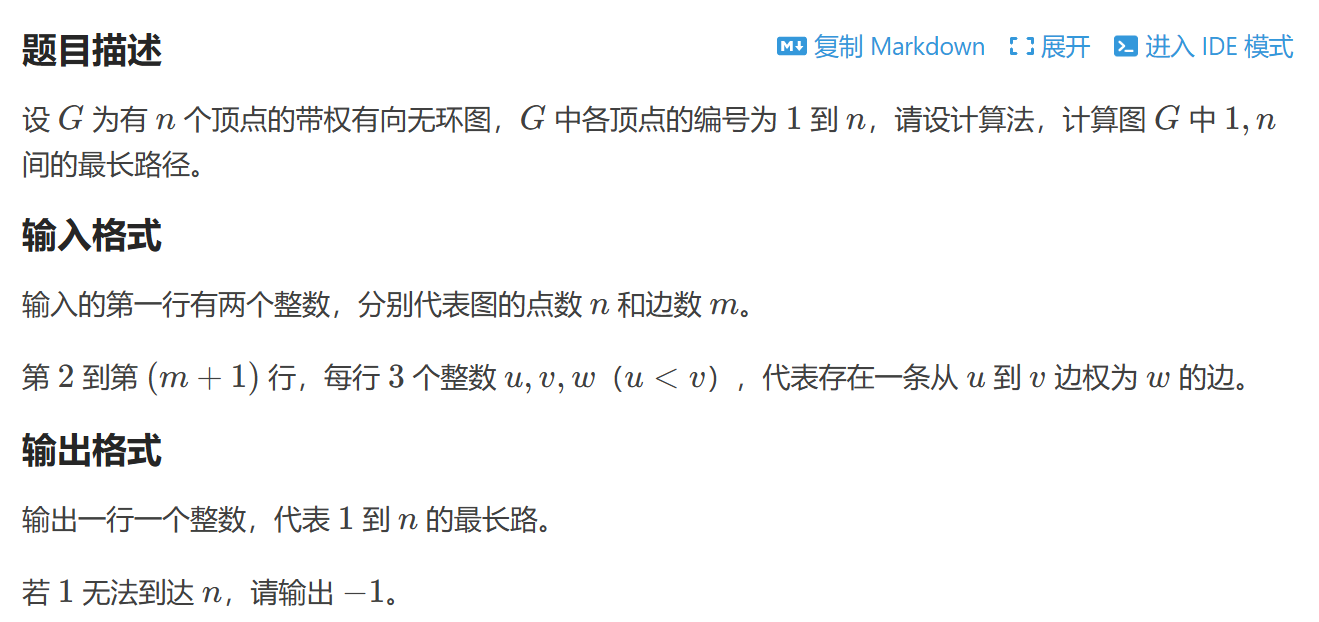 题目描述
复制 Markdown 展开 进入 IDE 模式
设 G 为有 n 个顶点的带权有向无环图，G 中各顶点的编号为 1 到 n，请设计算法，计算图 G 中 1, n
间的最长路径。
输入格式
输入的第一行有两个整数，分别代表图的点数 n 和边数 m。
第 2 到第 (m + 1) 行，每行 3 个整数 u, v, w（u < v），代表存在一条从 u 到 v 边权为 w 的边。
输出格式
输出一行一个整数，代表 1 到 n 的最长路。
若 1 无法到达 n，请输出 −1。